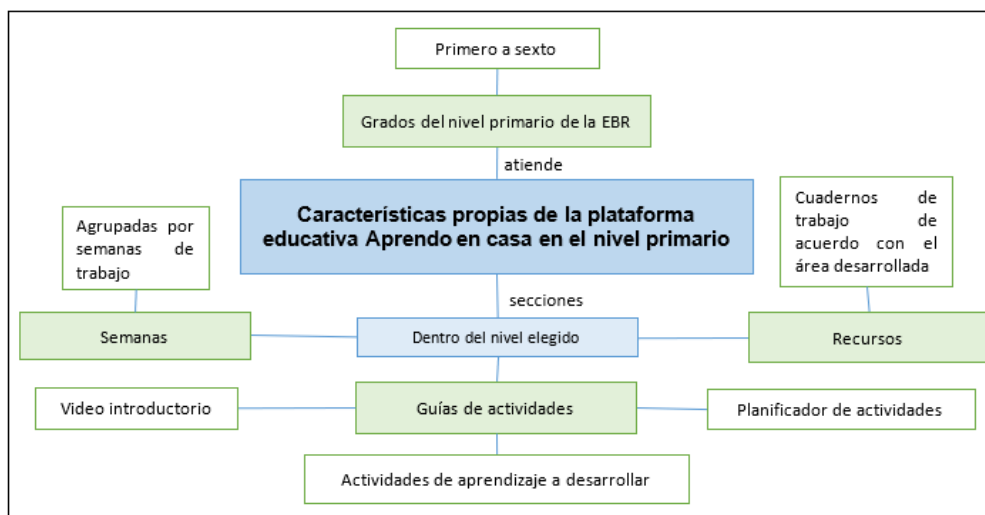 Primero a sexto
Grados del nivel primario de la EBR
atiende
Características propias de la plataforma
educativa Aprendo en casa en el nivel primario
Agrupadas por
semanas de
trabajo
Cuadernos de
trabajo de
acuerdo con el
área desarrollada
secciones
Semanas
Dentro del nivel elegido
Recursos
Video introductorio
Guías de actividades
Planificador de actividades
Actividades de aprendizaje a desarrollar